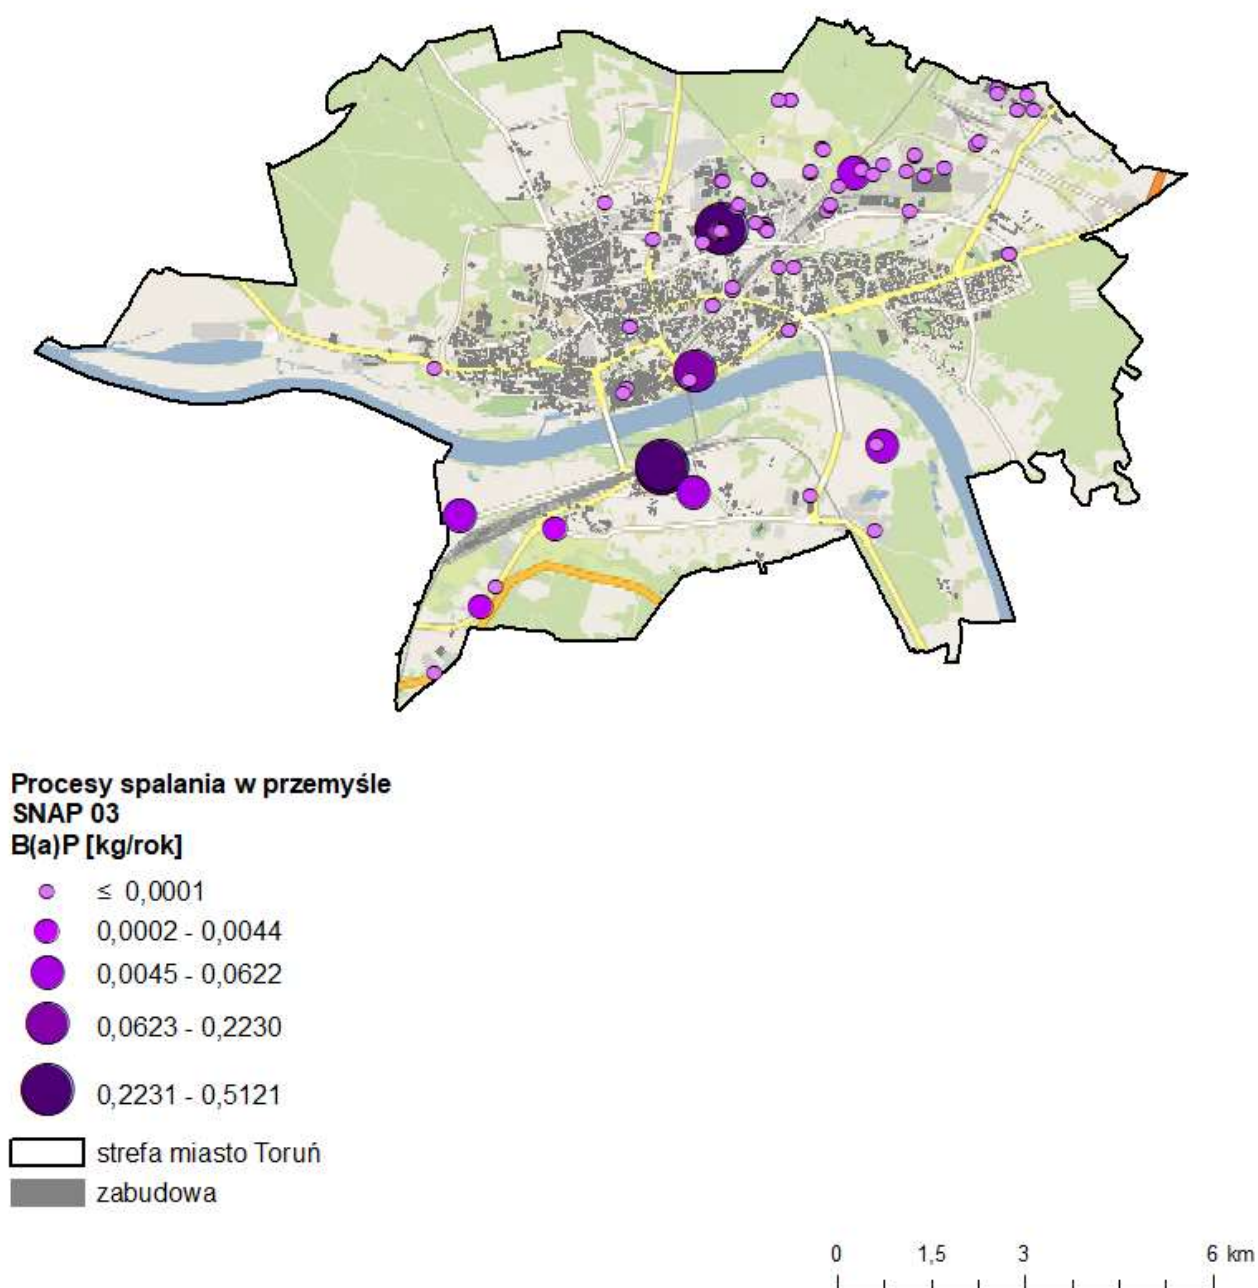 Procesy spalania w przemyśle
SNAP 03
B(a)P [kg/rok]
≤ 0,0001
0,0002 - 0,0044
0,0045 - 0,0622
0,0623 - 0,2230
0,2231 - 0,5121
strefa miasto Toruń
zabudowa
0 1,5 3 6 km